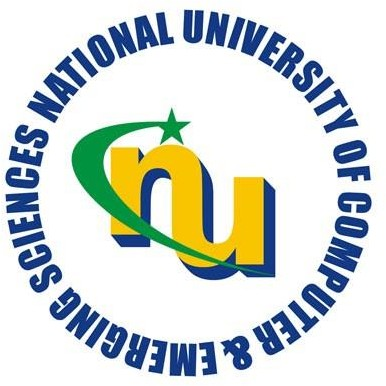 NATIONAL UNIVERSITY OF COMPUTER & EMERGING SCIENCES
nu